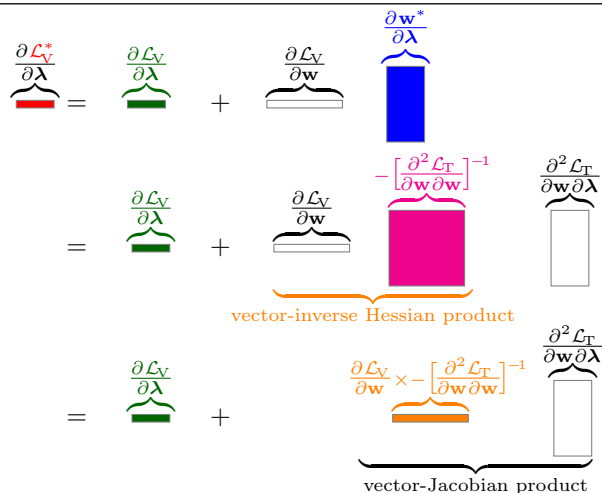 ∂ℒ*_V/∂λ = ∂ℒ_V/∂λ + ∂ℒ_V/∂w ∂w*/∂λ
= ∂ℒ_V/∂λ + ∂ℒ_V/∂w −[∂²ℒ_T/∂w∂w]⁻¹ ∂²ℒ_T/∂w∂λ
vector-inverse Hessian product
= ∂ℒ_V/∂λ + ∂ℒ_V/∂w × −[∂²ℒ_T/∂w∂w]⁻¹ ∂²ℒ_T/∂w∂λ
vector-Jacobian product